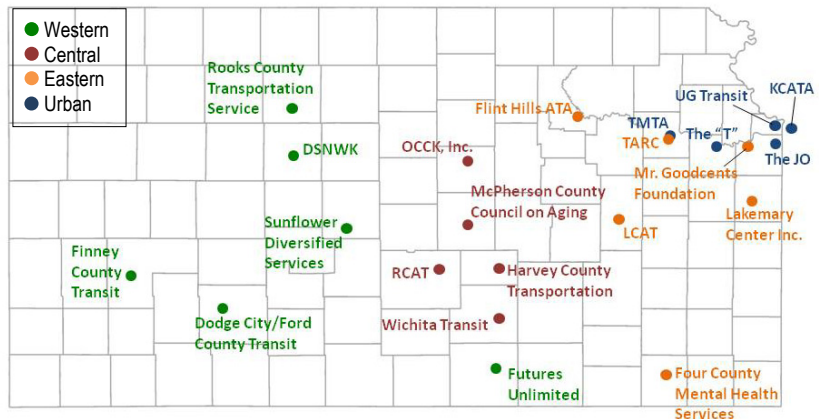 Western
Central
Eastern
Urban
Rooks County
Transportation
Service
DSNWK
Sunflower
Diversified
Services
Finney
County
Transit
Dodge City/Ford
County Transit
OCCK, Inc.
McPherson County
Council on Aging
RCAT
Harvey County
Transportation
Wichita Transit
Futures
Unlimited
Flint Hills ATA
TMTA
TARC
The “T”
UG Transit
KCATA
The JO
Mr. Goodcents
Foundation
Lakemary
Center Inc.
LCAT
Four County
Mental Health
Services